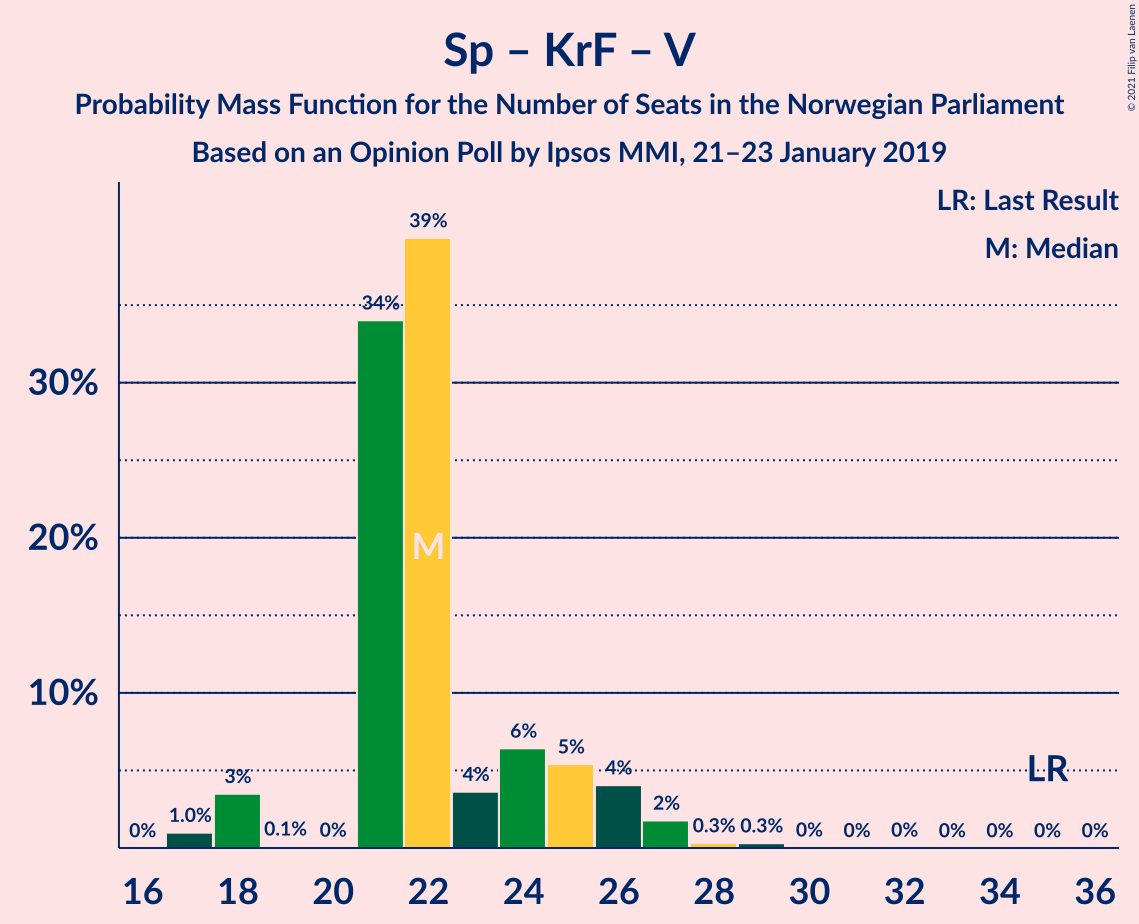 Sp – KrF – V
Probability Mass Function for the Number of Seats in the Norwegian Parliament
Based on an Opinion Poll by Ipsos MMI, 21–23 January 2019
© 2021 Filip van Laenen
LR: Last Result
M: Median
30%
20%
10%
0%
1.0%
3%
0.1%
0%
34%
39%
4%
6%
5%
4%
2%
0.3%
0.3%
0%
0%
0%
0%
0%
0%
0%
M
LR
16 18 20 22 24 26 28 30 32 34 36